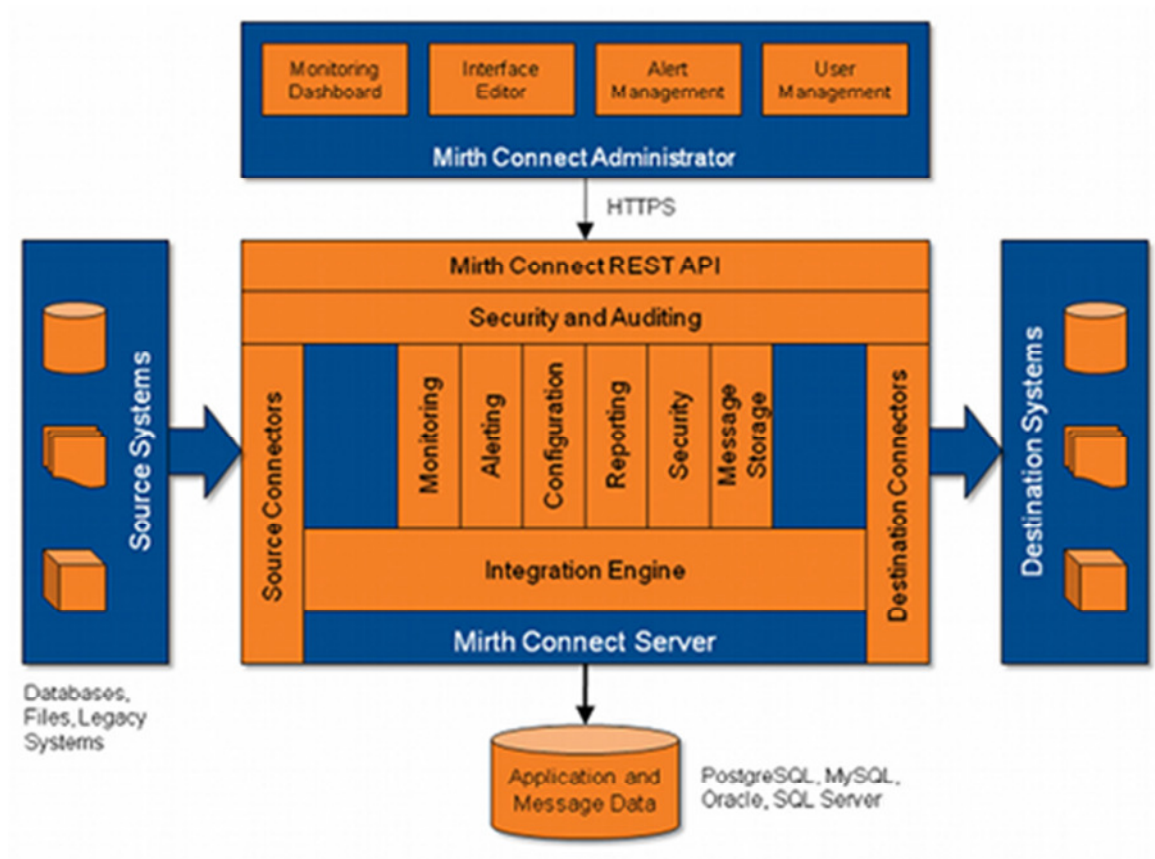 Monitoring
Dashboard
Interface
Editor
Alert
Management
User
Management
Mirth Connect Administrator
HTTPS
Mirth Connect REST API
Security and Auditing
Source Systems
Source Connectors
Monitoring
Alerting
Configuration
Reporting
Security
Message
Storage
Destination Connectors
Destination Systems
Integration Engine
Mirth Connect Server
Databases,
Files, Legacy
Systems
Application and
Message Data
PostgreSQL, MySQL,
Oracle, SQL Server